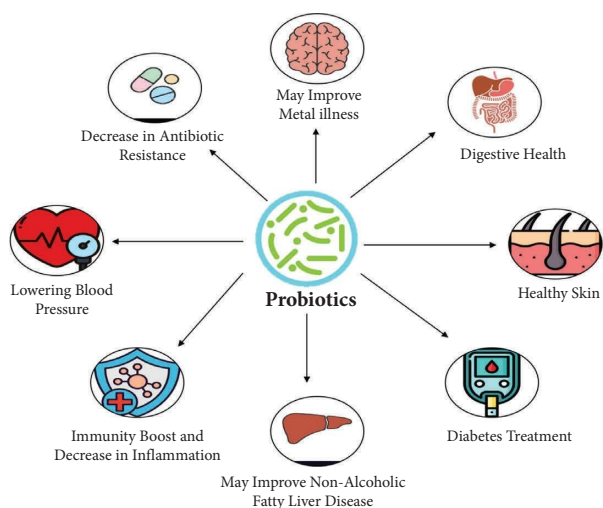 May Improve
Metal illness
Decrease in Antibiotic
Resistance
Digestive Health
Probiotics
Lowering Blood
Pressure
Healthy Skin
Immunity Boost and
Decrease in Inflammation
Diabetes Treatment
May Improve Non-Alcoholic
Fatty Liver Disease